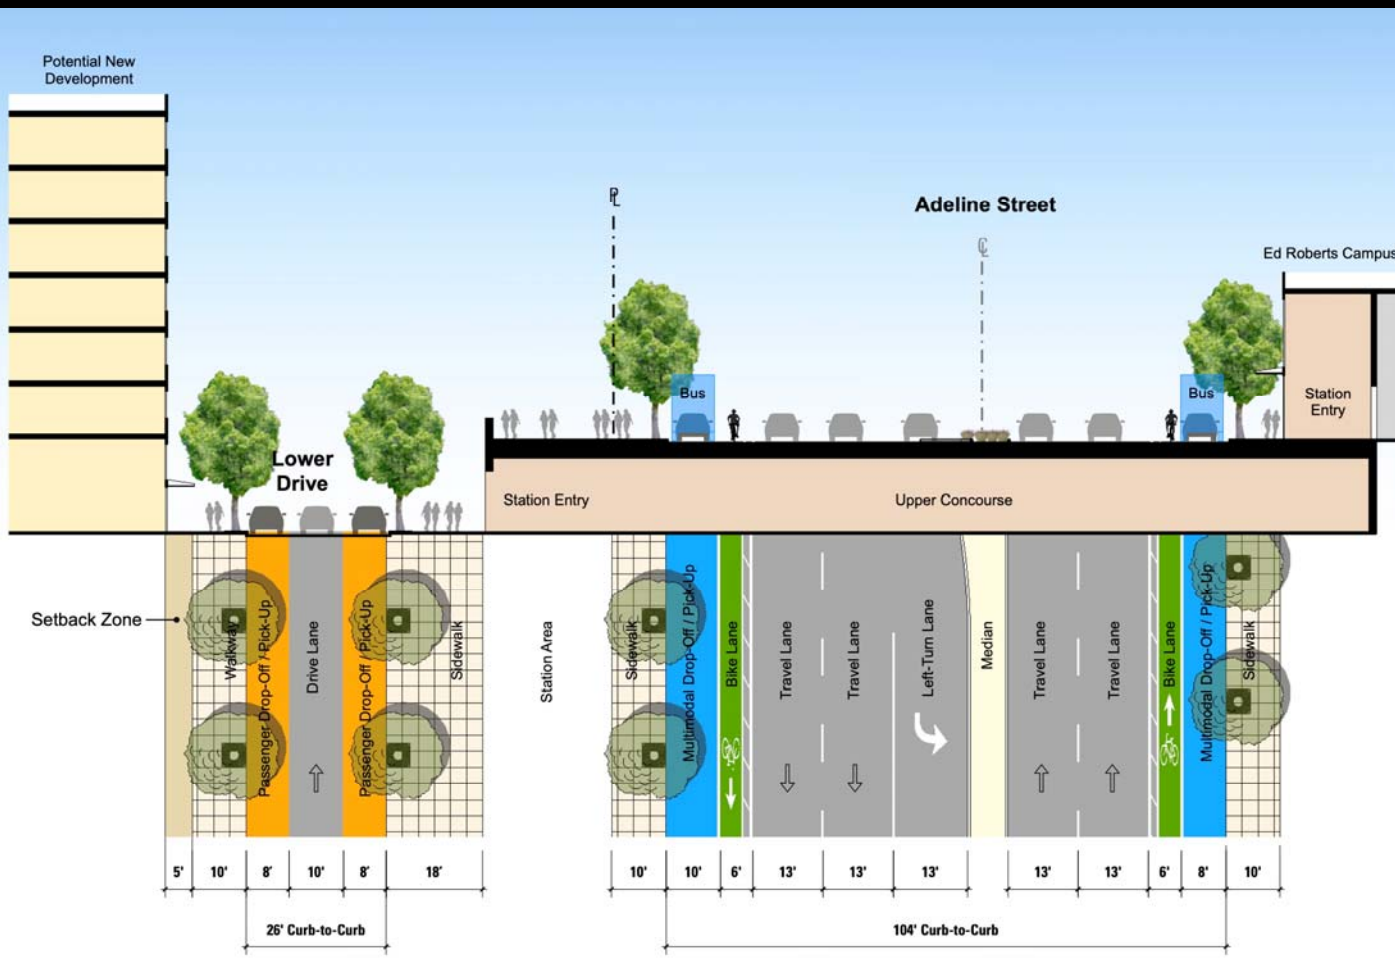 Potential New
Development
PL
Adeline Street
CL
Ed Roberts Campus
Bus
Bus
Station
Entry
Lower
Drive
Station Entry
Upper Concourse
Setback Zone
Walkway
Passenger Drop-Off / Pick-Up
Drive Lane
Passenger Drop-Off / Pick-Up
Sidewalk
Station Area
Sidewalk
Multimodal Drop-Off / Pick-Up
Bike Lane
Travel Lane
Travel Lane
Left-Turn Lane
Median
Travel Lane
Travel Lane
Bike Lane
Multimodal Drop-Off / Pick-Up
Sidewalk
5' 10' 8' 10' 8' 18' 10' 10' 6' 13' 13' 13' 13' 13' 6' 8' 10'
26' Curb-to-Curb
104' Curb-to-Curb